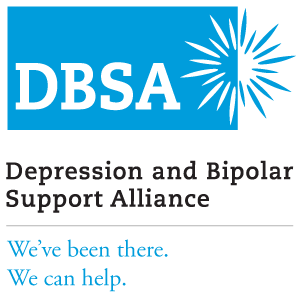 DBSA
Depression and Bipolar
Support Alliance
We've been there.
We can help.